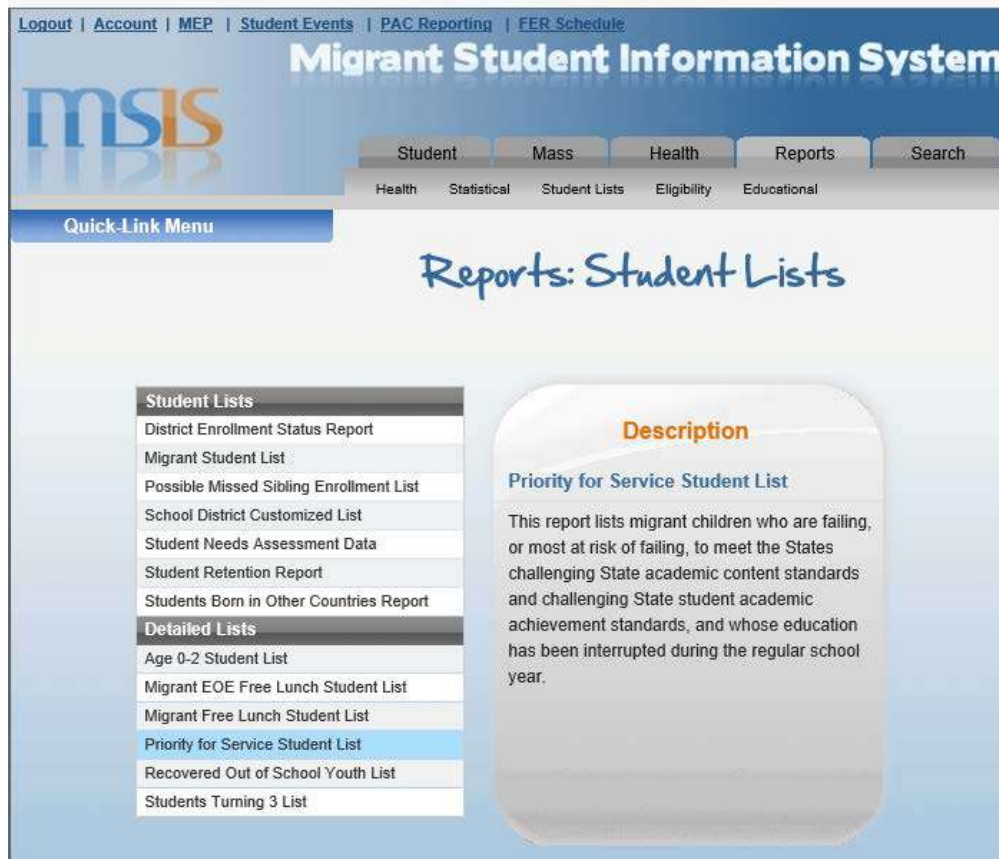 Logout | Account | MEP | Student Events | PAC Reporting | FER Schedule
Migrant Student Information System
msis
Student Mass Health Reports Search
Health Statistical Student Lists Eligibility Educational
Quick-Link Menu
Reports: Student Lists
Student Lists
District Enrollment Status Report
Migrant Student List
Possible Missed Sibling Enrollment List
School District Customized List
Student Needs Assessment Data
Student Retention Report
Students Born in Other Countries Report
Detailed Lists
Age 0-2 Student List
Migrant EOE Free Lunch Student List
Migrant Free Lunch Student List
Priority for Service Student List
Recovered Out of School Youth List
Students Turning 3 List
Description
Priority for Service Student List
This report lists migrant children who are failing,
or most at risk of failing, to meet the States
challenging State academic content standards
and challenging State student academic
achievement standards, and whose education
has been interrupted during the regular school
year.